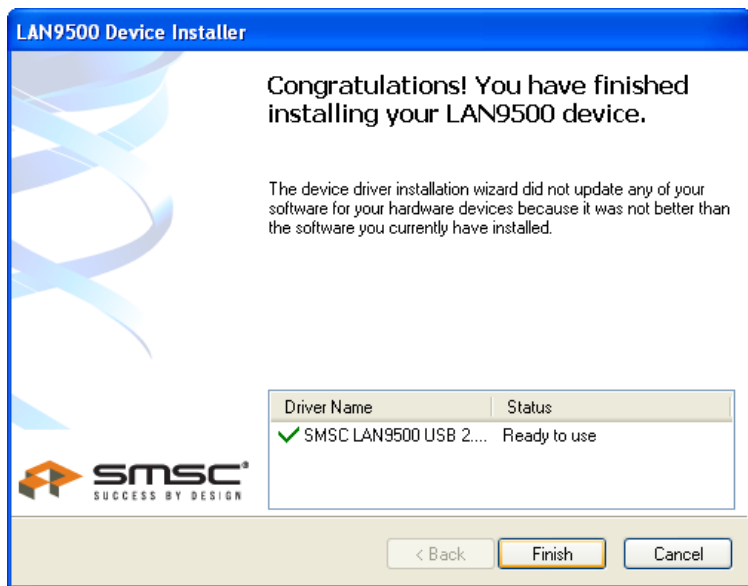 LAN9500 Device Installer
Congratulations! You have finished
installing your LAN9500 device.
The device driver installation wizard did not update any of your
software for your hardware devices because it was not better than
the software you currently have installed.
Driver Name Status
SMSC LAN9500 USB 2.... Ready to use
smsc®
SUCCESS BY DESIGN
< Back Finish Cancel